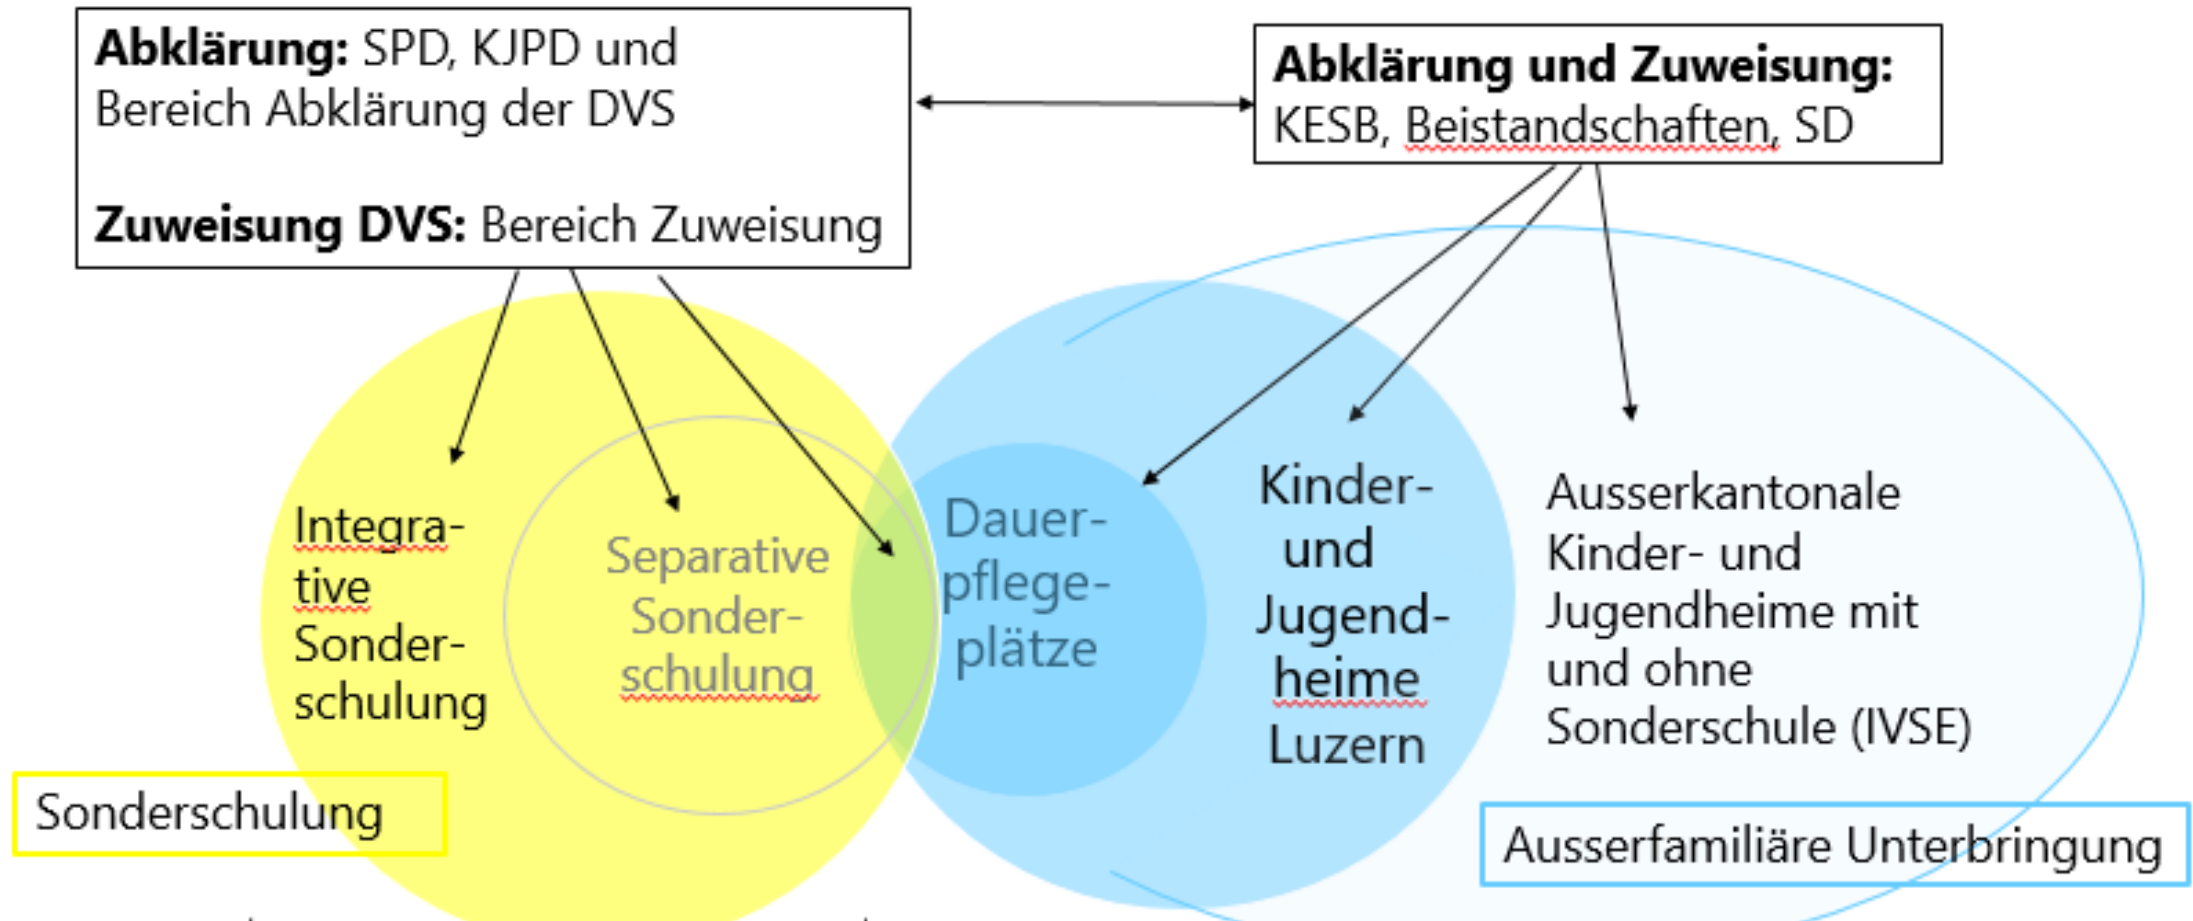 Abklärung: SPD, KJPD und
Bereich Abklärung der DVS
Zuweisung DVS: Bereich Zuweisung
Abklärung und Zuweisung:
KESB, Beistandschaften, SD
Integra-
tive
Sonder-
schulung
Separative
Sonder-
schulung
Dauer-
pflege-
plätze
Kinder-
und
Jugend-
heime
Luzern
Ausserkantonale
Kinder- und
Jugendheime mit
und ohne
Sonderschule (IVSE)
Sonderschulung
Ausserfamiliäre Unterbringung